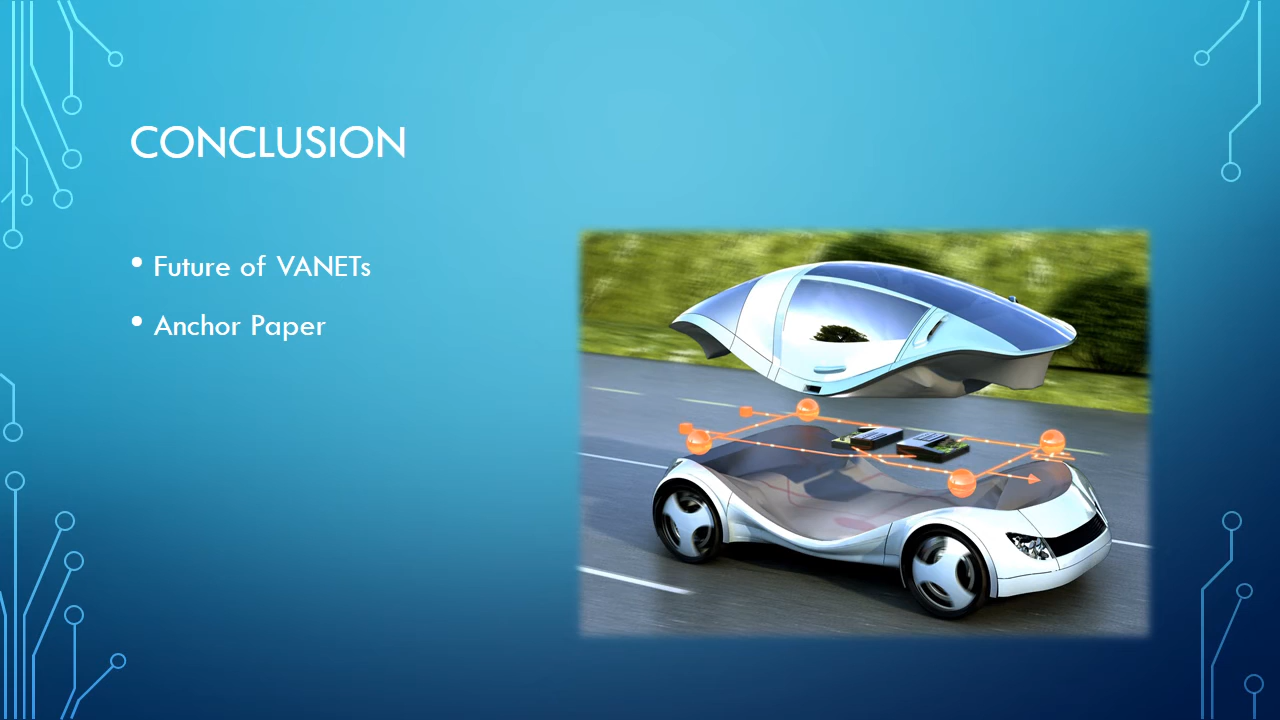 CONCLUSION
• Future of VANETs
• Anchor Paper